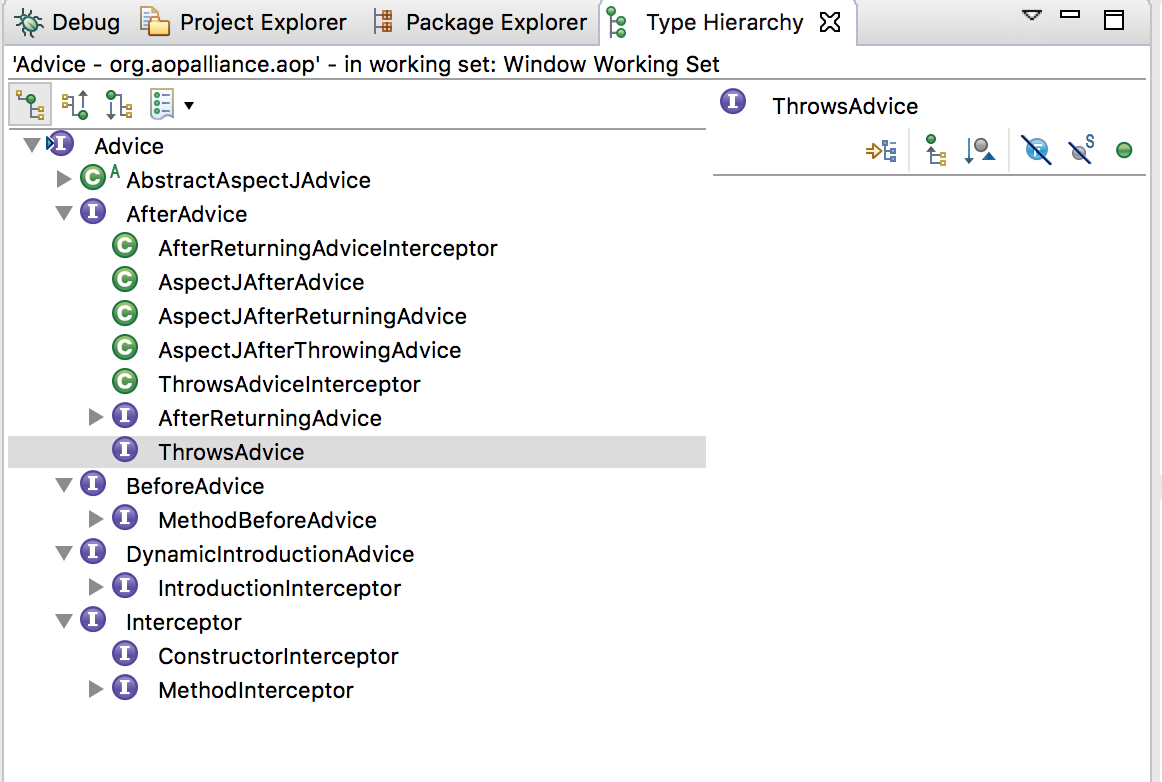 Debug Project Explorer Package Explorer Type Hierarchy
'Advice - org.aopalliance.aop' - in working set: Window Working Set
ThrowsAdvice
Advice
AbstractAspectJAdvice
AfterAdvice
AfterReturningAdviceInterceptor
AspectJAfterAdvice
AspectJAfterReturningAdvice
AspectJAfterThrowingAdvice
ThrowsAdviceInterceptor
AfterReturningAdvice
ThrowsAdvice
BeforeAdvice
MethodBeforeAdvice
DynamicIntroductionAdvice
IntroductionInterceptor
Interceptor
ConstructorInterceptor
MethodInterceptor